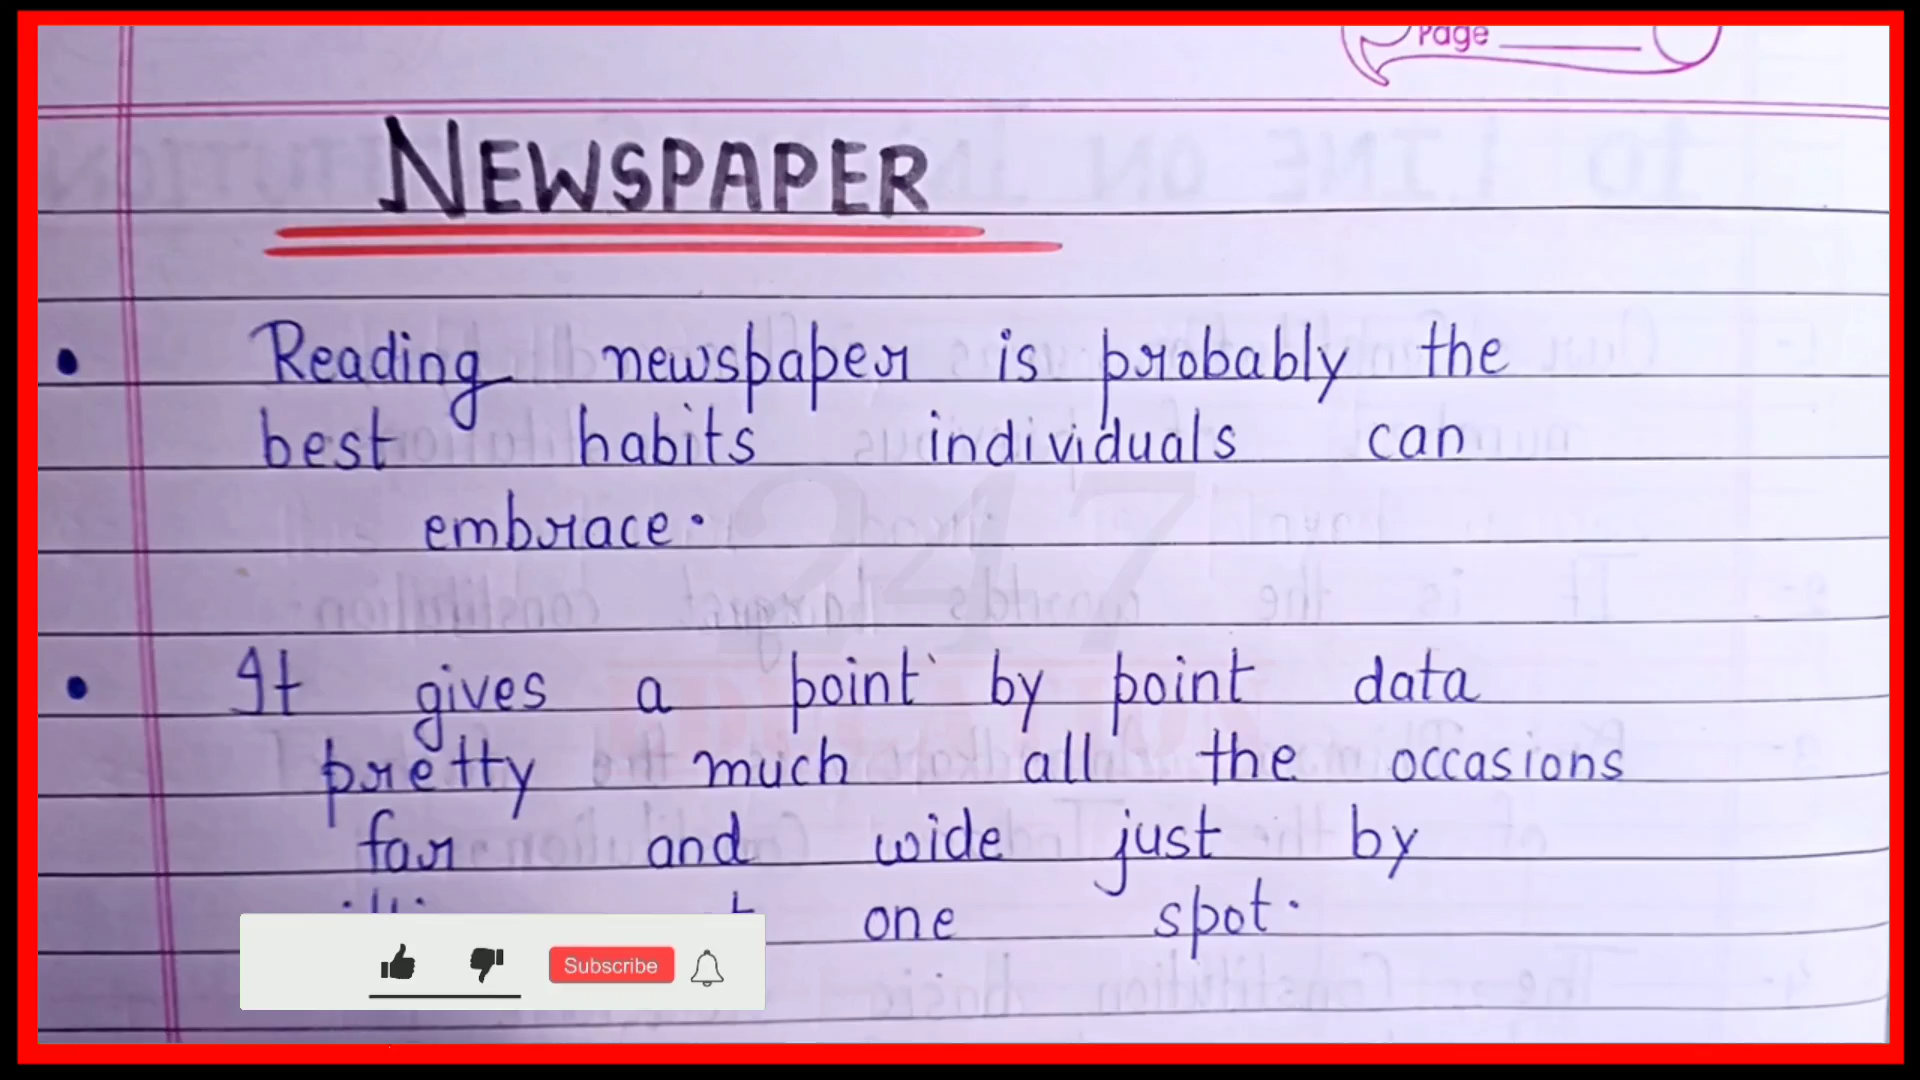 Page
NEWSPAPER
Reading newspaper is probably the
best habits individuals can
embrace.
It gives a point by point data
pretty much all the occasions
far and wide just by
one spot.
Subscribe
247